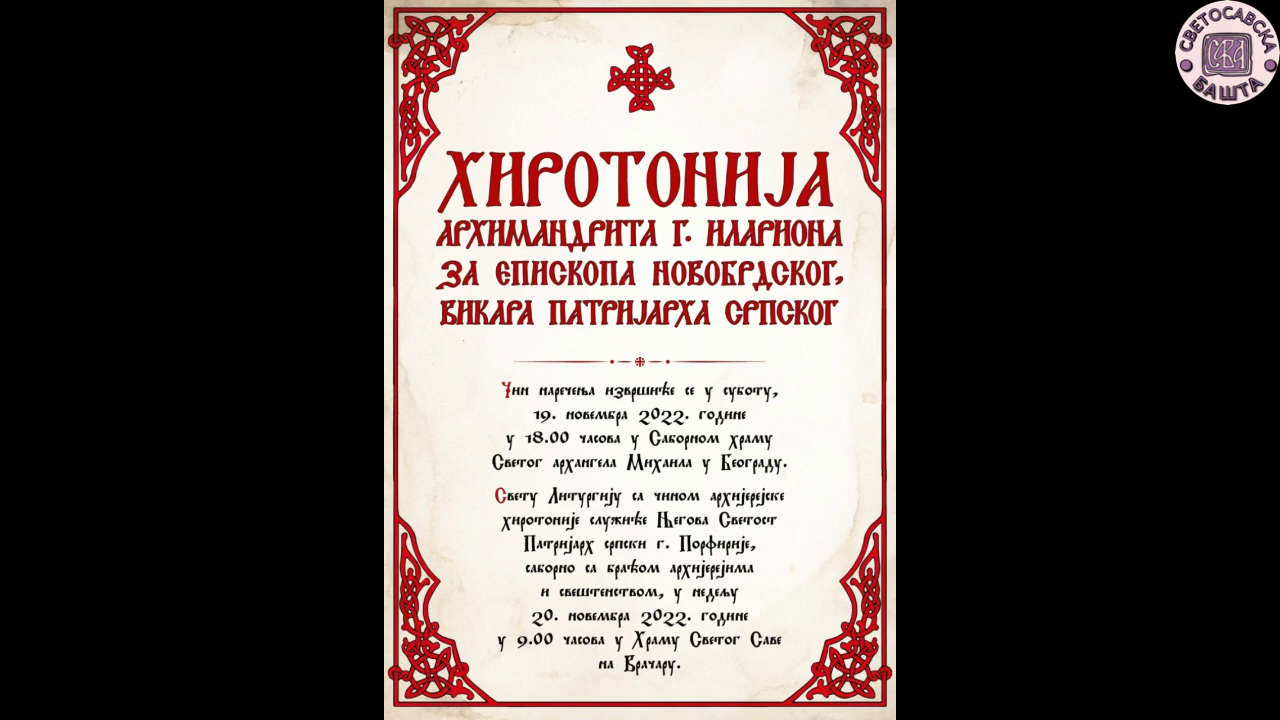 ХИРОТОНИЈА
АРХИМАНДРИТА Г. ИЛАРИОНА
ЗА ЕПИСКОПА НОВОБРДСКОГ,
ВИКАРА ПАТРИЈАРХА СРПСКОГ
Чин наречења извршиће се у суботу,
19. новембра 2022. године
у 18.00 часова у Саборном храму
Светог архангела Михаила у Београду.
Свету Литургију са чином архијерејске
хиротоније служиће Његова Светост
Патријарх српски г. Порфирије,
саборно са браћом архијерејима
и свештенством, у недељу
20. новембра 2022. године
у 9.00 часова у Храму Светог Саве
на Врачару.
СВЕТОСАВСКА
СВА
БАШТА